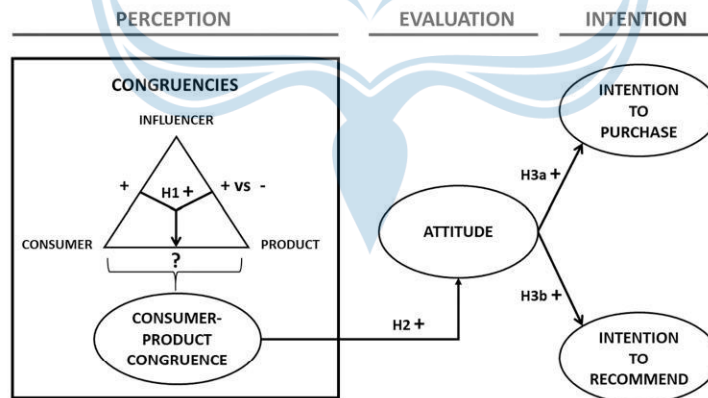 PERCEPTION
EVALUATION
INTENTION
CONGRUENCIES
INFLUENCER
+
H1 +
+ vs -
CONSUMER
PRODUCT
?
CONSUMER-
PRODUCT
CONGRUENCE
H2 +
ATTITUDE
H3a +
INTENTION
TO
PURCHASE
H3b +
INTENTION
TO
RECOMMEND